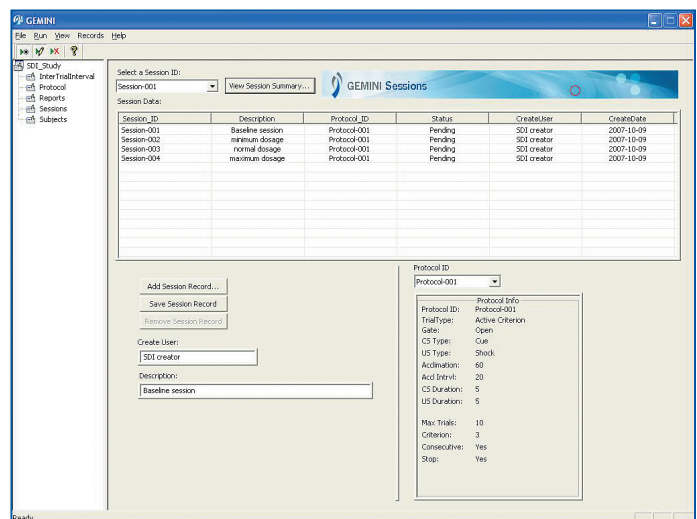 GEMINI
File Run View Records Help
SDI_Study
InterTrialInterval
Protocol
Reports
Sessions
Subjects
Select a Session ID:
Session-001 View Session Summary... GEMINI Sessions
Session Data:
Session_ID Description Protocol_ID Status CreateUser CreateDate
Session-001 Baseline session Protocol-001 Pending SDI creator 2007-10-09
Session-002 minimum dosage Protocol-001 Pending SDI creator 2007-10-09
Session-003 normal dosage Protocol-001 Pending SDI creator 2007-10-09
Session-004 maximum dosage Protocol-001 Pending SDI creator 2007-10-09
Add Session Record...
Save Session Record
Remove Session Record
Create User:
SDI creator
Description:
Baseline session
Protocol ID
Protocol-001
Protocol Info
Protocol ID: Protocol-001
TrialType: Active Criterion
Gate: Open
CS Type: Cue
US Type: Shock
Acclimation: 60
Accl Intrvl: 20
CS Duration: 5
US Duration: 5
Max Trials: 10
Criterion: 3
Consecutive: Yes
Stop: Yes
Ready